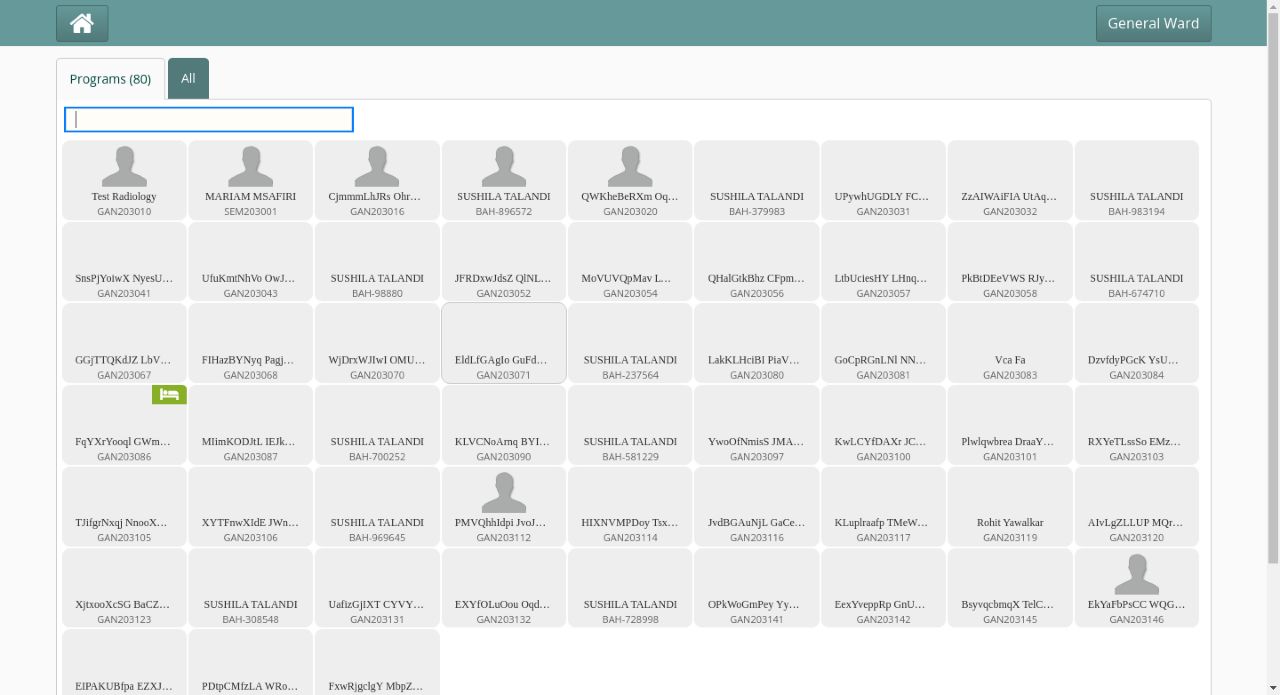 General Ward
Programs (80)
All
Test Radiology
GAN203010
MARIAM MSAFIRI
SEM203001
CjmmmLhJRs Ohr…
GAN203016
SUSHILA TALANDI
BAH-896572
QWKheBeRXm Oq…
GAN203020
SUSHILA TALANDI
BAH-379983
UPywhUGDLY FC…
GAN203031
ZzAIWAiFIA UtAq…
GAN203032
SUSHILA TALANDI
BAH-983194
SnsPjYoiwX NyesU…
GAN203041
UfuKmtNhVo OwJ…
GAN203043
SUSHILA TALANDI
BAH-98880
JFRDxwJdsZ QlNL…
GAN203052
MoVUVQpMav L…
GAN203054
QHalGtkBhz CFpm…
GAN203056
LtbUciesHY LHnq…
GAN203057
PkBtDEeVWS RJy…
GAN203058
SUSHILA TALANDI
BAH-674710
GGjTTQKdJZ LbV…
GAN203067
FIHazBYNyq Pagj…
GAN203068
WjDrxWJIwI OMU…
GAN203070
EldLfGAgIo GuFd…
GAN203071
SUSHILA TALANDI
BAH-237564
LakKLHciBI PiaV…
GAN203080
GoCpRGnLNl NN…
GAN203081
Vca Fa
GAN203083
DzvfdyPGcK YsU…
GAN203084
FqYXrYooql GWm…
GAN203086
MIimKODJtL IEJk…
GAN203087
SUSHILA TALANDI
BAH-700252
KLVCNoArnq BYI…
GAN203090
SUSHILA TALANDI
BAH-581229
YwoOfNmisS JMA…
GAN203097
KwLCYfDAXr JC…
GAN203100
Plwlqwbrea DraaY…
GAN203101
RXYeTLssSo EMz…
GAN203103
TJifgrNxqj NnooX…
GAN203105
XYTFnwXIdE JWn…
GAN203106
SUSHILA TALANDI
BAH-969645
PMVQhhIdpi JvoJ…
GAN203112
HIXNVMPDoy Tsx…
GAN203114
JvdBGAuNjL GaCe…
GAN203116
KLuplraafp TMeW…
GAN203117
Rohit Yawalkar
GAN203119
AIvLgZLLUP MQr…
GAN203120
XjtxooXcSG BaCZ…
GAN203123
SUSHILA TALANDI
BAH-308548
UafizGjIXT CYVY…
GAN203131
EXYfOLuOou Oqd…
GAN203132
SUSHILA TALANDI
BAH-728998
OPkWoGmPey Yy…
GAN203141
EexYveppRp GnU…
GAN203142
BsyvqcbmqX TelC…
GAN203145
EkYaFbPsCC WQG…
GAN203146
EIPAKUBfpa EZXJ…
PDtpCMfzLA WRo…
FxwRjgclgY MbpZ…